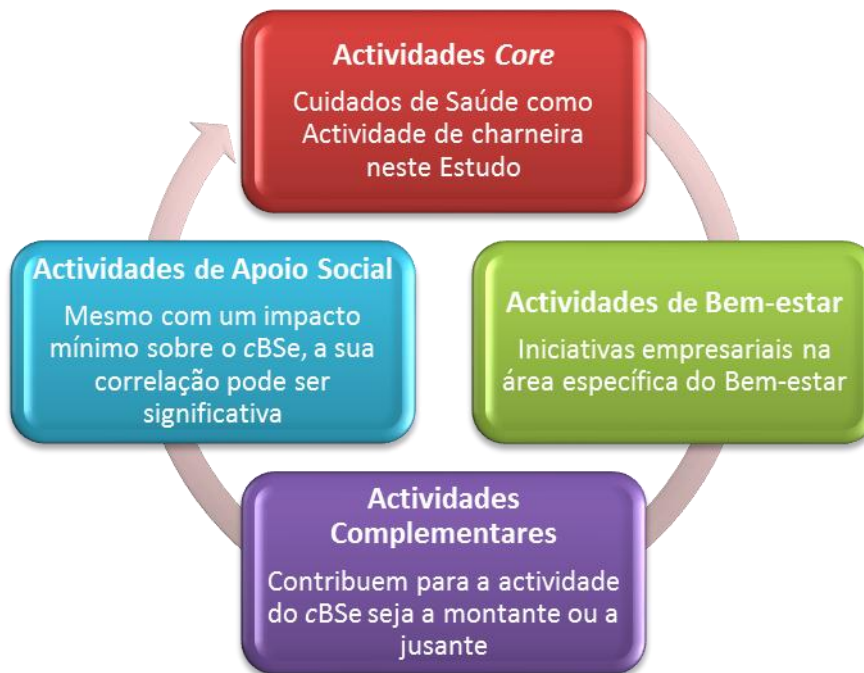 Actividades Core
Cuidados de Saúde como
Actividade de charneira
neste Estudo
Actividades de Apoio Social
Mesmo com um impacto
mínimo sobre o cBSe, a sua
correlação pode ser
significativa
Actividades de Bem-estar
Iniciativas empresariais na
área específica do Bem-estar
Actividades
Complementares
Contribuem para a actividade
do cBSe seja a montante ou a
jusante